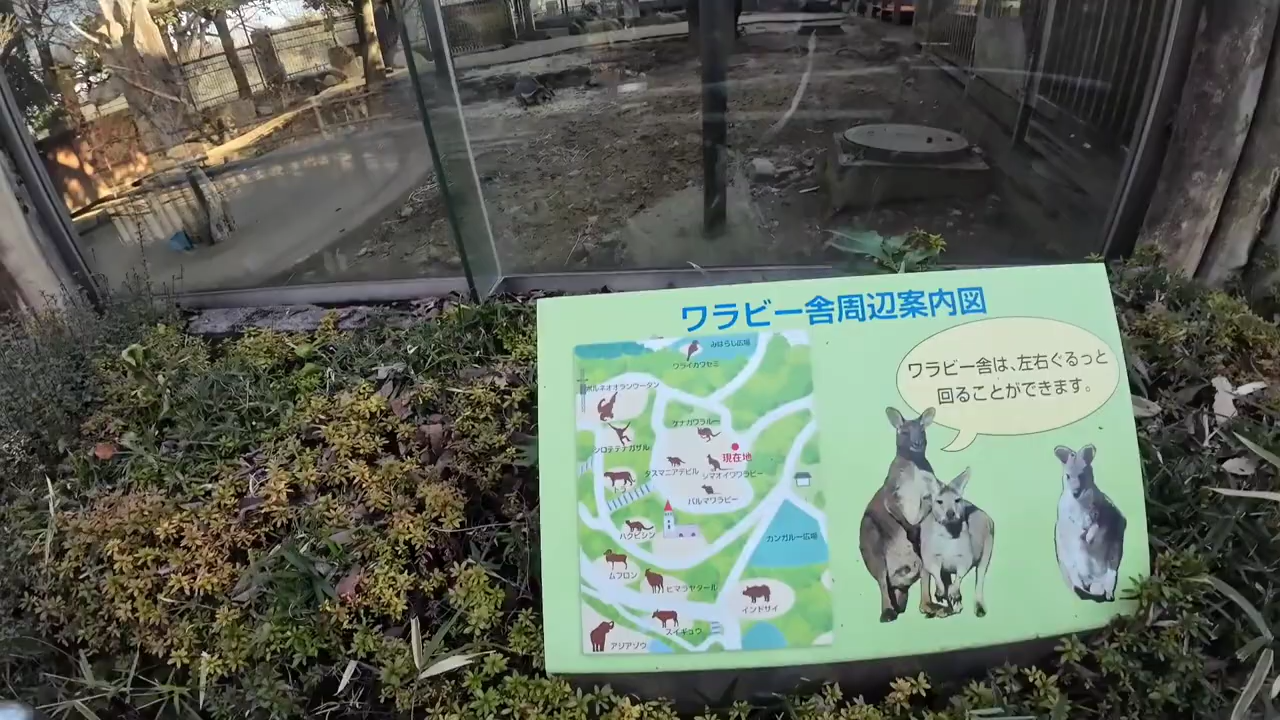 ワラビー舎周辺案内図
ワラビー舎は、左右ぐるっと
回ることができます。
みはらし広場
ワライカワセミ
ボルネオオランウータン
ケナガワラルー
シロテテナガザル
現在地
タスマニアデビル
シマオイワワラビー
パルマワラビー
ハクビシン
カンガルー広場
ムフロン
ヒマラヤタール
インドサイ
スイギュウ
アジアゾウ